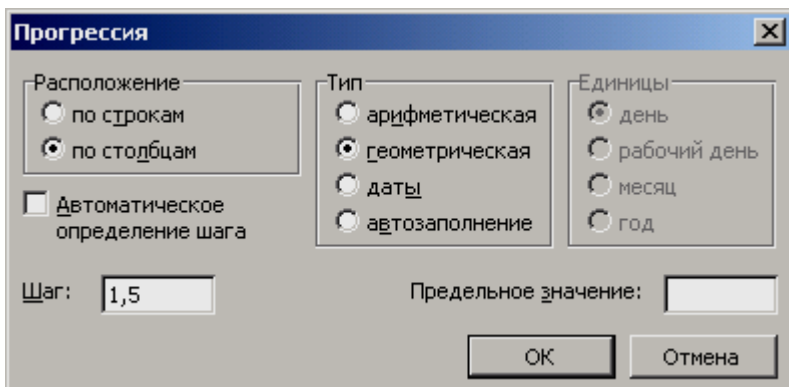 Прогрессия
Расположение
по строкам
по столбцам
Автоматическое
определение шага
Тип
арифметическая
геометрическая
даты
автозаполнение
Единицы
день
рабочий день
месяц
год
Шаг: 1,5
Предельное значение:
ОК
Отмена